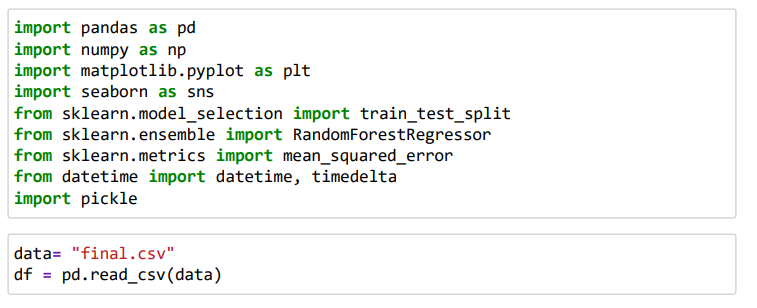 import pandas as pd
import numpy as np
import matplotlib.pyplot as plt
import seaborn as sns
from sklearn.model_selection import train_test_split
from sklearn.ensemble import RandomForestRegressor
from sklearn.metrics import mean_squared_error
from datetime import datetime, timedelta
import pickle
data= "final.csv"
df = pd.read_csv(data)